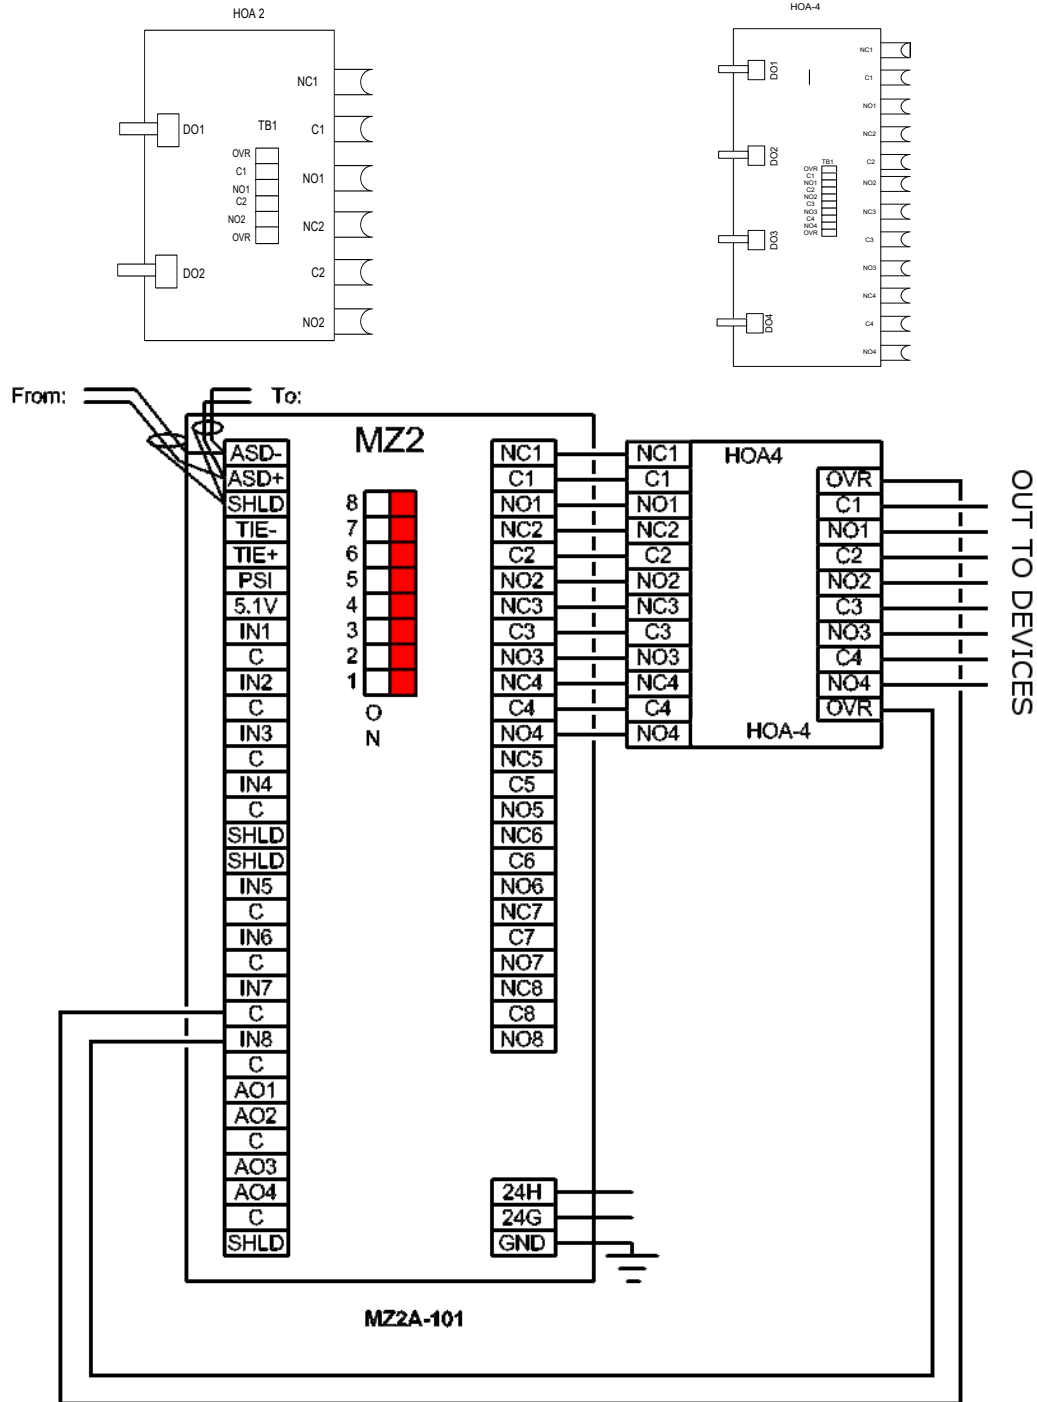 HOA 2
NC1
DO1
TB1
C1
OVR
C1
NO1
C2
NO2
OVR
NO1
NC2
DO2
C2
NO2
HOA-4
NC1
DO1
C1
NO1
NC2
DO2
C2
TB1
OVR
C1
NO1
C2
NO2
C3
NO3
C4
NO4
OVR
NO2
NC3
DO3
C3
NO3
NC4
DO4
C4
NO4
From:
To:
MZ2
ASD-
ASD+
SHLD
TIE-
TIE+
PSI
5.1V
IN1
C
IN2
C
IN3
C
IN4
C
SHLD
SHLD
IN5
C
IN6
C
IN7
C
IN8
C
AO1
AO2
C
AO3
AO4
C
SHLD
8
7
6
5
4
3
2
1
O
N
NC1
C1
NO1
NC2
C2
NO2
NC3
C3
NO3
NC4
C4
NO4
NC5
C5
NO5
NC6
C6
NO6
NC7
C7
NO7
NC8
C8
NO8
24H
24G
GND
NC1
C1
NO1
NC2
C2
NO2
NC3
C3
NO3
NC4
C4
NO4
HOA4
OVR
C1
NO1
C2
NO2
C3
NO3
C4
NO4
OVR
HOA-4
OUT TO DEVICES
MZ2A-101